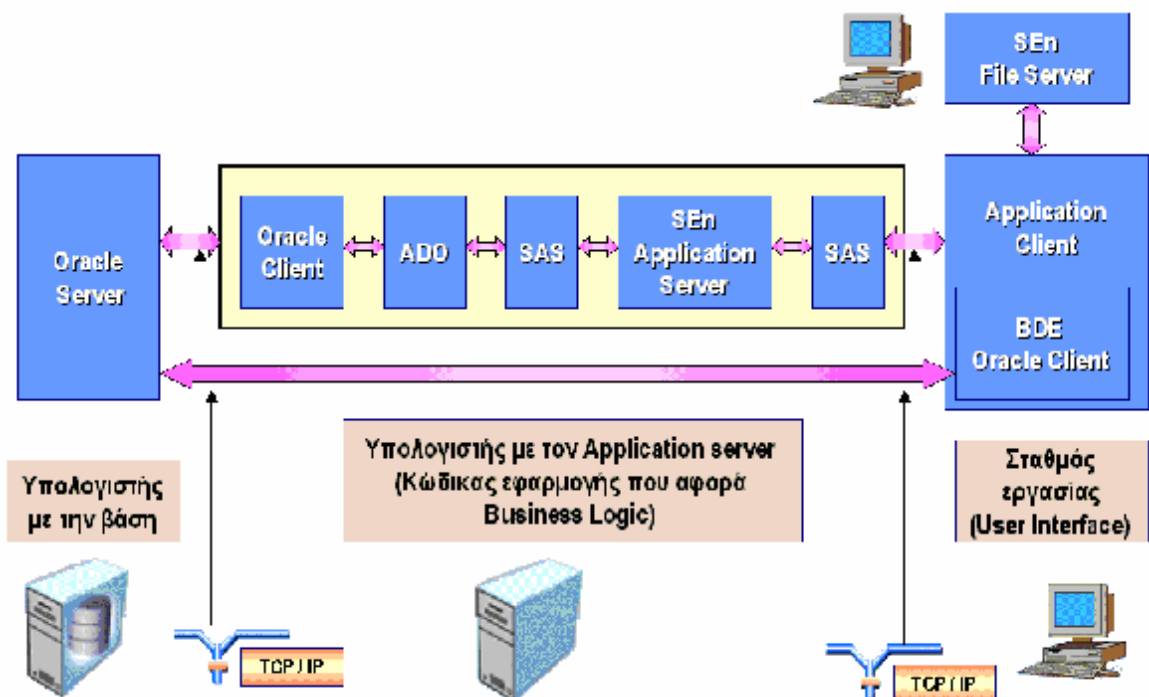 SEn
File Server
Oracle
Server
Oracle
Client
ADO
SAS
SEn
Application
Server
SAS
Application
Client
BDE
Oracle Client
Υπολογιστής
με την βάση
Υπολογιστής με τον Application server
(Κώδικας εφαρμογής που αφορά
Business Logic)
Σταθμός
εργασίας
(User Interface)
TCP / IP
TCP / IP